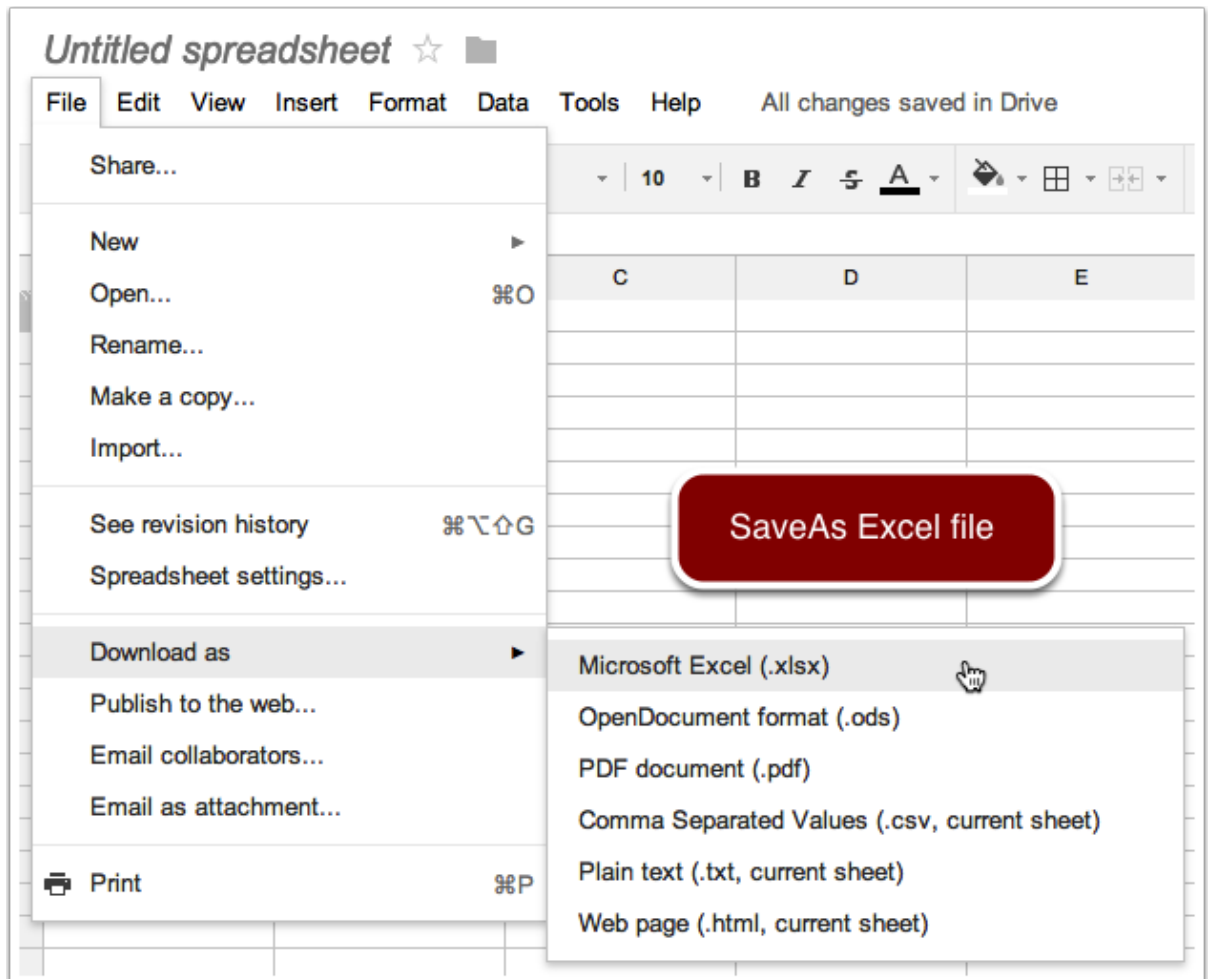 Untitled spreadsheet
File Edit View Insert Format Data Tools Help All changes saved in Drive
Share...
10 B I S A
New ►
Open... ⌘O
C D E
Rename...
Make a copy...
Import...
See revision history ⌘⌥⇧G
SaveAs Excel file
Spreadsheet settings...
Download as ►
Microsoft Excel (.xlsx)
Publish to the web...
OpenDocument format (.ods)
Email collaborators...
PDF document (.pdf)
Email as attachment...
Comma Separated Values (.csv, current sheet)
Print ⌘P
Plain text (.txt, current sheet)
Web page (.html, current sheet)